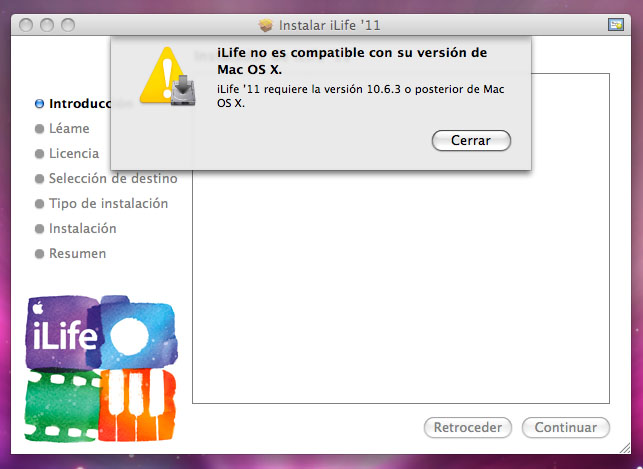 Instalar iLife '11
iLife no es compatible con su versión de
Mac OS X.
iLife '11 requiere la versión 10.6.3 o posterior de Mac
OS X.
Cerrar
Introducc
Léame
Licencia
Selección de destino
Tipo de instalación
Instalación
Resumen
iLife
Retroceder
Continuar